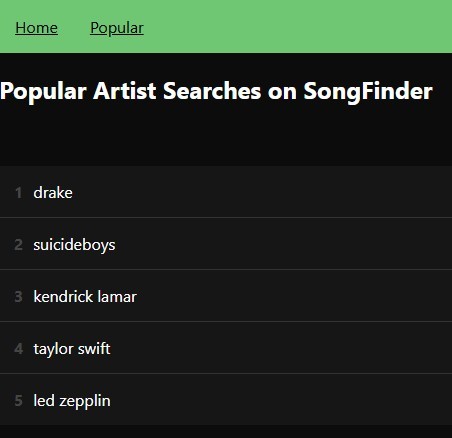 Home Popular
Popular Artist Searches on SongFinder
1 drake
2 suicideboys
3 kendrick lamar
4 taylor swift
5 led zepplin